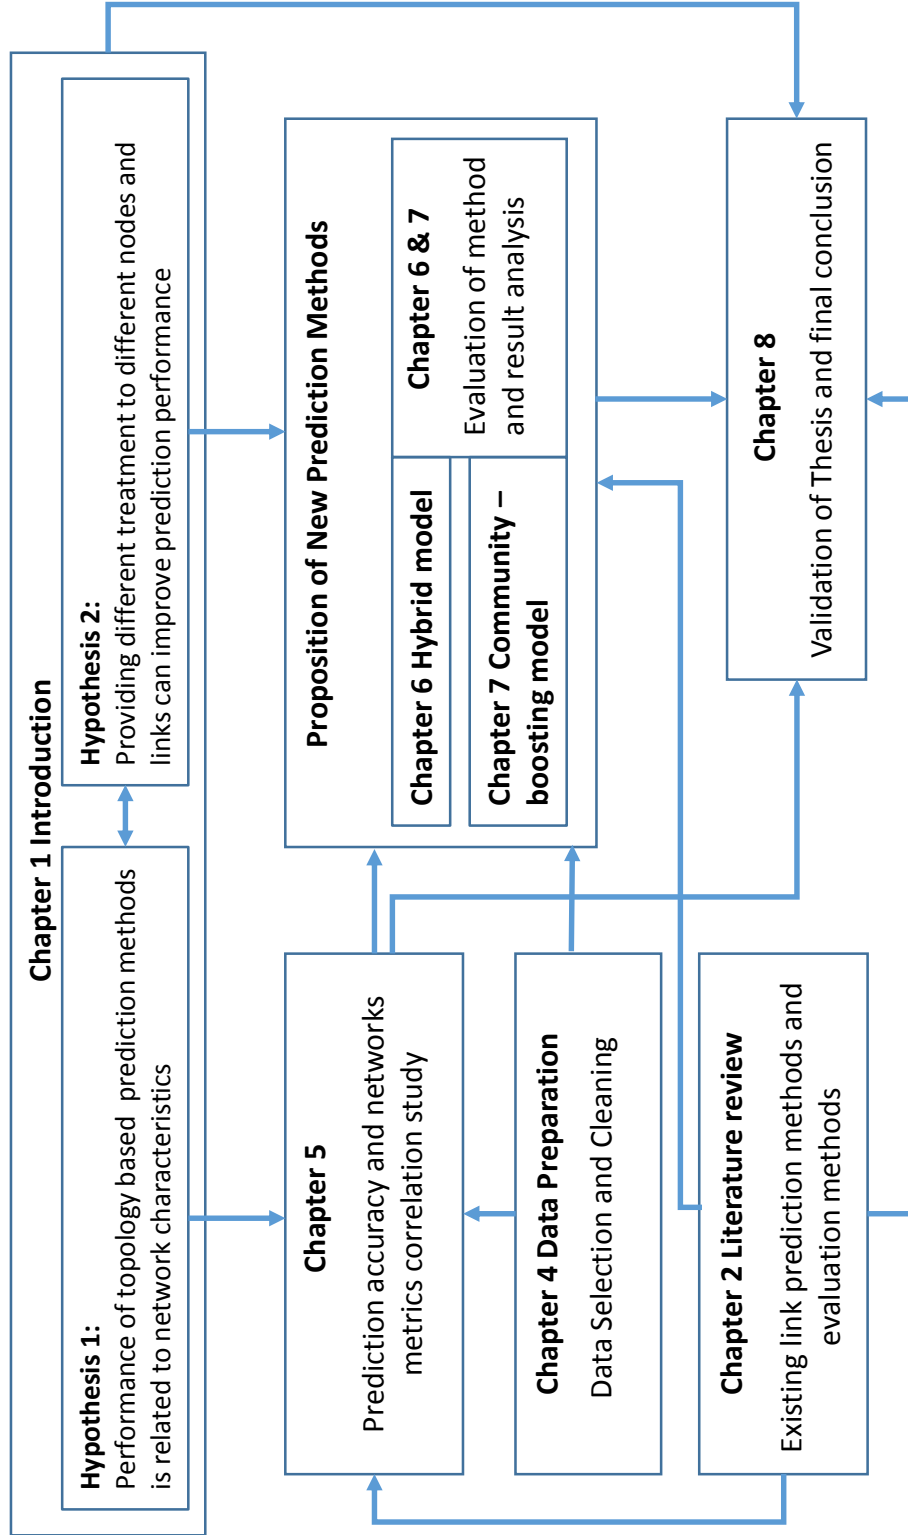 Chapter 1 Introduction
Hypothesis 1:
Performance of topology based prediction methods
is related to network characteristics
Hypothesis 2:
Providing different treatment to different nodes and
links can improve prediction performance
Chapter 5
Prediction accuracy and networks
metrics correlation study
Chapter 4 Data Preparation
Data Selection and Cleaning
Chapter 2 Literature review
Existing link prediction methods and
evaluation methods
Proposition of New Prediction Methods
Chapter 6 Hybrid model
Chapter 7 Community –
boosting model
Chapter 6 & 7
Evaluation of method
and result analysis
Chapter 8
Validation of Thesis and final conclusion